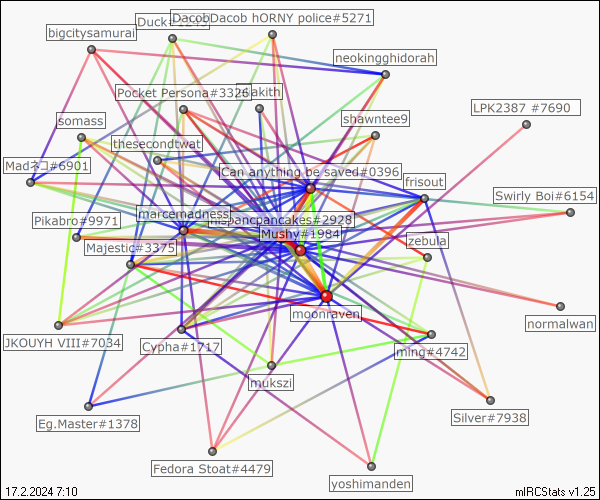 Duck#1246
DacobDacob hORNY police#5271
bigcitysamurai
neokingghidorah
Pocket Persona#3326
LPK2387 #7690
somass
shawntee9
thesecondtwat
Madネコ#6901
Can anything be saved#0396
frisout
Swirly Boi#6154
marcemadness
mspancpancakes#2928
Pikabro#9971
Mushy#1984
Majestic#3375
zebula
moonraven
normalwan
JKOUYH VIII#7034
Cypha#1717
ming#4742
mukszi
Eg.Master#1378
Silver#7938
Fedora Stoat#4479
yoshimanden
17.2.2024 7:10
mIRCStats v1.25